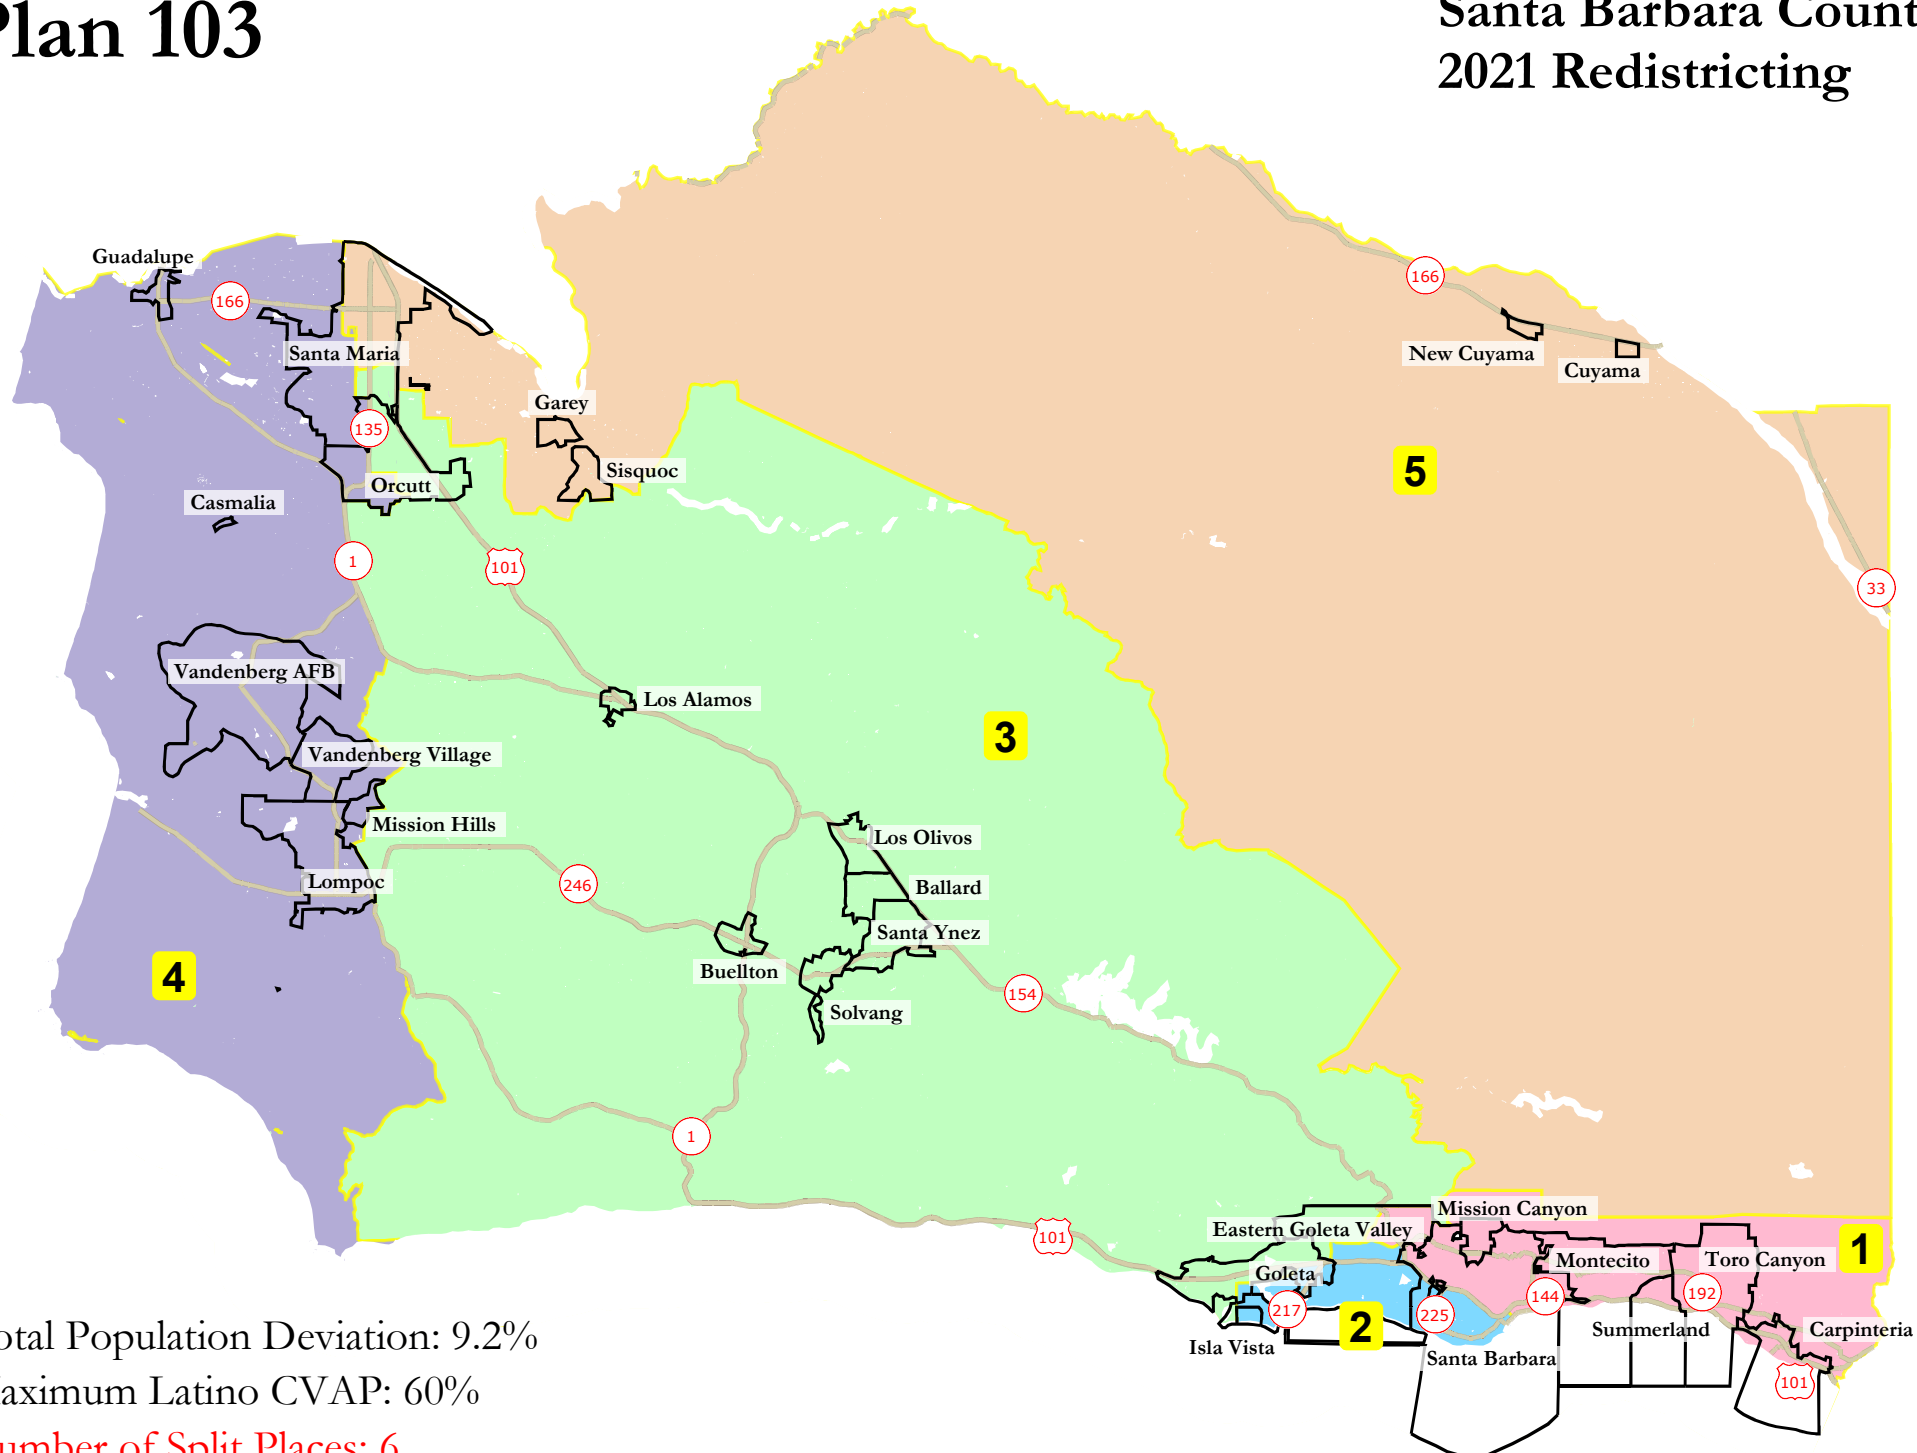 Plan 103
Santa Barbara Count
2021 Redistricting
Guadalupe
166
166
Santa Maria
New Cuyama
Cuyama
Garey
135
5
Sisquoc
Orcutt
Casmalia
1
101
33
Vandenberg AFB
Los Alamos
3
Vandenberg Village
Mission Hills
Los Olivos
Lompoc
246
Ballard
Santa Ynez
4
Buellton
154
Solvang
1
Mission Canyon
Eastern Goleta Valley
101
1
Montecito
Toro Canyon
Goleta
144
192
217
225
2
Summerland
Carpinteria
Isla Vista
Santa Barbara
101
otal Population Deviation: 9.2%
aximum Latino CVAP: 60%
umber of Split Places: 6